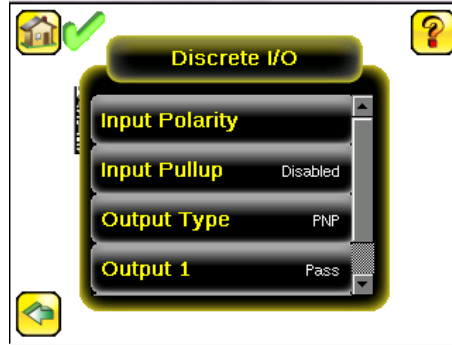 Discrete I/O
Input Polarity
Input Pullup Disabled
Output Type PNP
Output 1 Pass